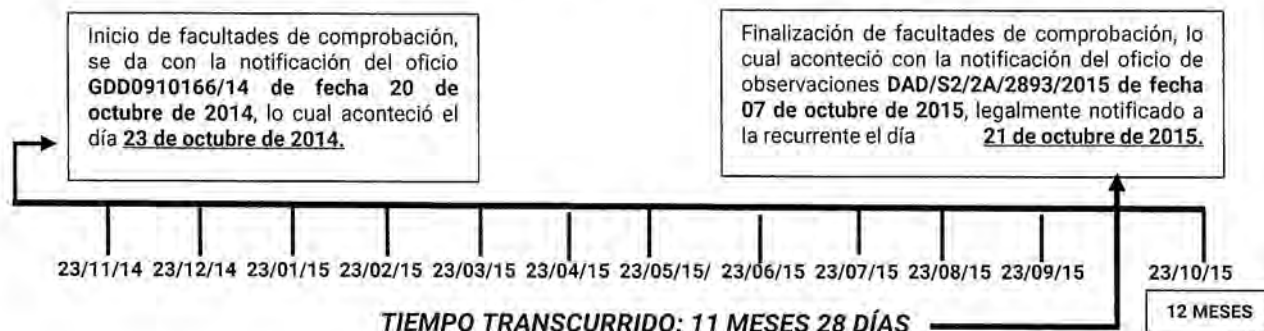 Inicio de facultades de comprobación,
se da con la notificación del oficio
GDD0910166/14 de fecha 20 de
octubre de 2014, lo cual aconteció el
día 23 de octubre de 2014.
Finalización de facultades de comprobación, lo
cual aconteció con la notificación del oficio de
observaciones DAD/S2/2A/2893/2015 de fecha
07 de octubre de 2015, legalmente notificado a
la recurrente el día 21 de octubre de 2015.
23/11/14 23/12/14 23/01/15 23/02/15 23/03/15 23/04/15 23/05/15/ 23/06/15 23/07/15 23/08/15 23/09/15 23/10/15
TIEMPO TRANSCURRIDO: 11 MESES 28 DÍAS
12 MESES